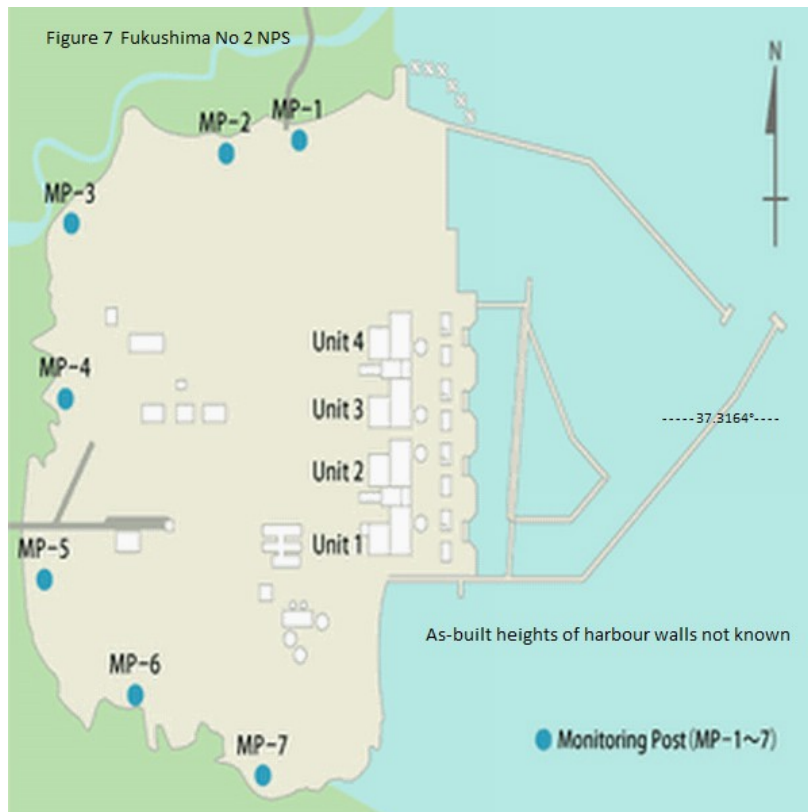 Figure 7 Fukushima No 2 NPS
N
MP-1
MP-2
MP-3
Unit 4
MP-4
Unit 3
-----37.3164°----
Unit 2
Unit 1
MP-5
As-built heights of harbour walls not known
MP-6
MP-7
Monitoring Post(MP-1~7)